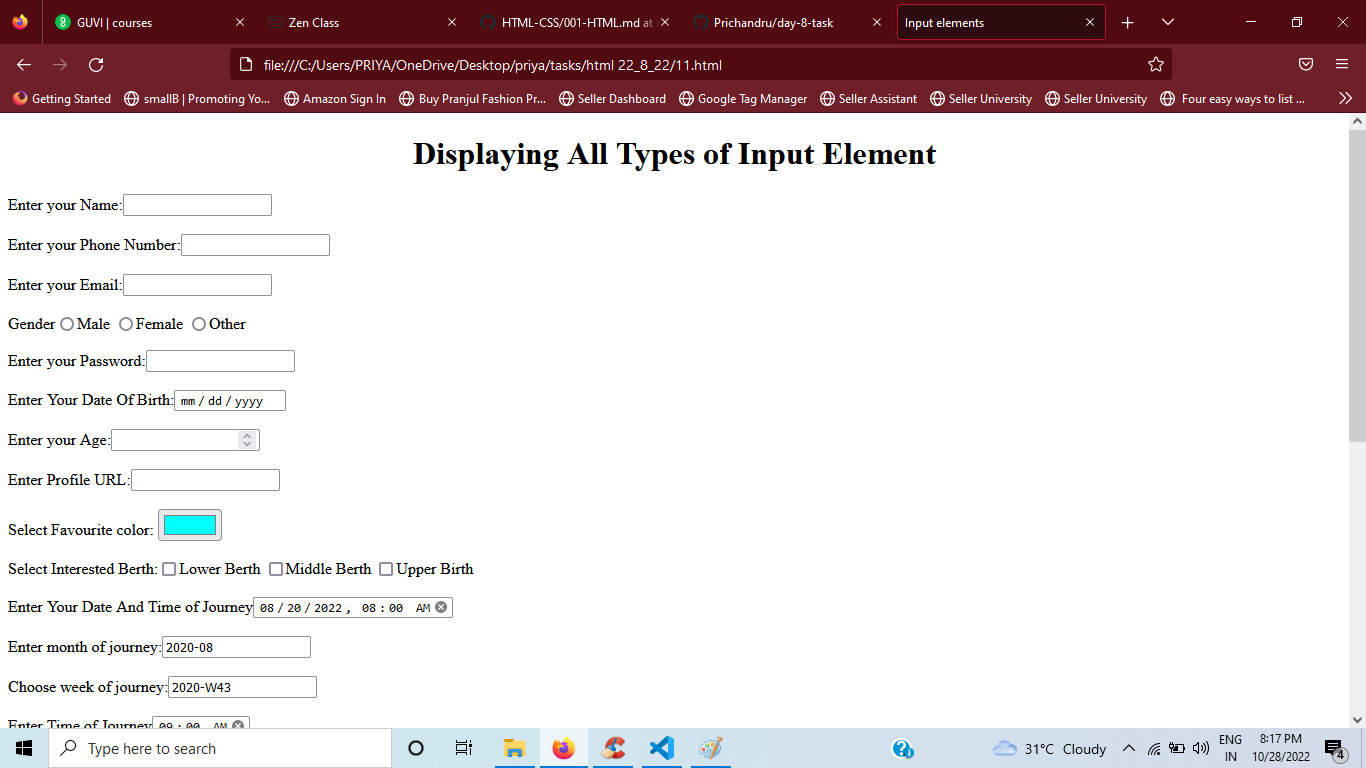 GUVI | courses
Zen Class
HTML-CSS/001-HTML.md at
Prichandru/day-8-task
Input elements
file:///C:/Users/PRIYA/OneDrive/Desktop/priya/tasks/html 22_8_22/11.html
Getting Started smallB | Promoting Yo... Amazon Sign In Buy Pranjul Fashion Pr... Seller Dashboard Google Tag Manager Seller Assistant Seller University Seller University Four easy ways to list ...
Displaying All Types of Input Element
Enter your Name:
Enter your Phone Number:
Enter your Email:
Gender Male Female Other
Enter your Password:
Enter Your Date Of Birth: mm / dd / yyyy
Enter your Age:
Enter Profile URL:
Select Favourite color:
Select Interested Berth: Lower Berth Middle Berth Upper Birth
Enter Your Date And Time of Journey 08 / 20 / 2022 , 08 : 00 AM
Enter month of journey: 2020-08
Choose week of journey: 2020-W43
Enter Time of Journey 09 : 00 AM
Type here to search
31°C Cloudy
ENG
IN
8:17 PM
10/28/2022
4